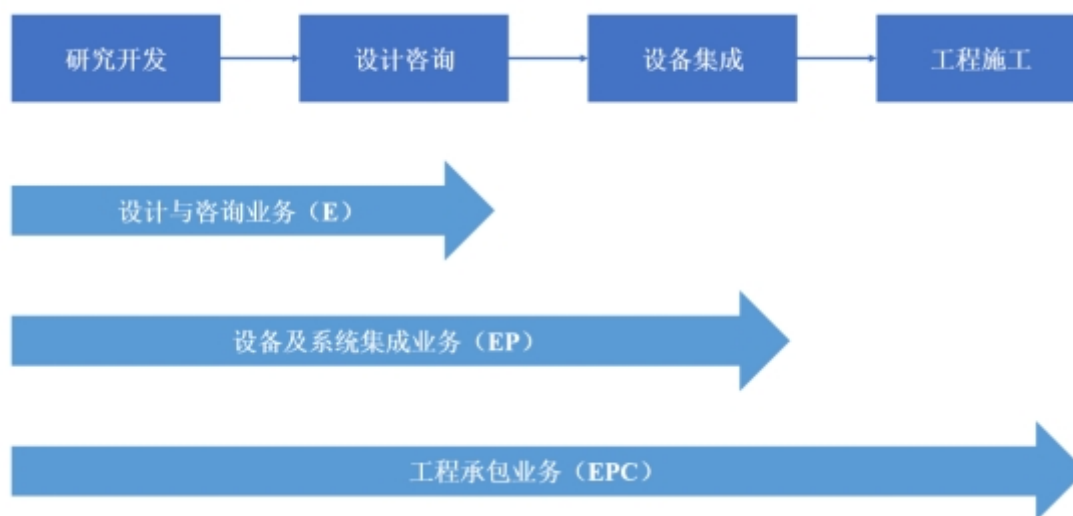 研究开发
设计咨询
设备集成
工程施工
设计与咨询业务（E）
设备及系统集成业务（EP）
工程承包业务（EPC）